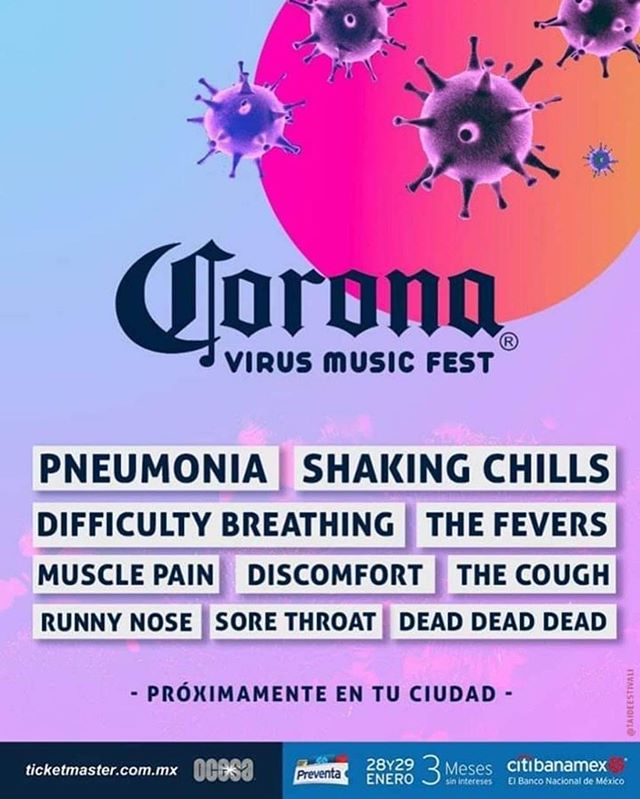 Corona®
VIRUS MUSIC FEST
PNEUMONIA SHAKING CHILLS
DIFFICULTY BREATHING THE FEVERS
MUSCLE PAIN DISCOMFORT THE COUGH
RUNNY NOSE SORE THROAT DEAD DEAD DEAD
- PRÓXIMAMENTE EN TU CIUDAD -
@TAIDEESTIVALI
ticketmaster.com.mx ocesa Preventa 28Y29 ENERO 3 Meses sin intereses citibanamex
El Banco Nacional de México